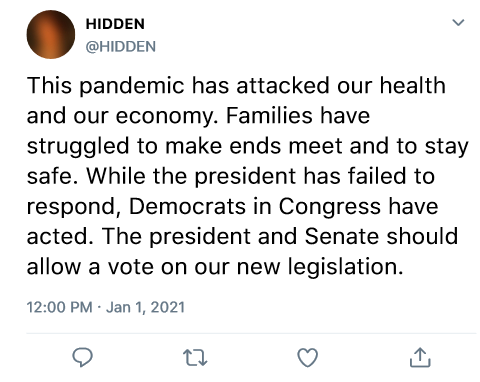 HIDDEN
@HIDDEN
This pandemic has attacked our health
and our economy. Families have
struggled to make ends meet and to stay
safe. While the president has failed to
respond, Democrats in Congress have
acted. The president and Senate should
allow a vote on our new legislation.
12:00 PM · Jan 1, 2021